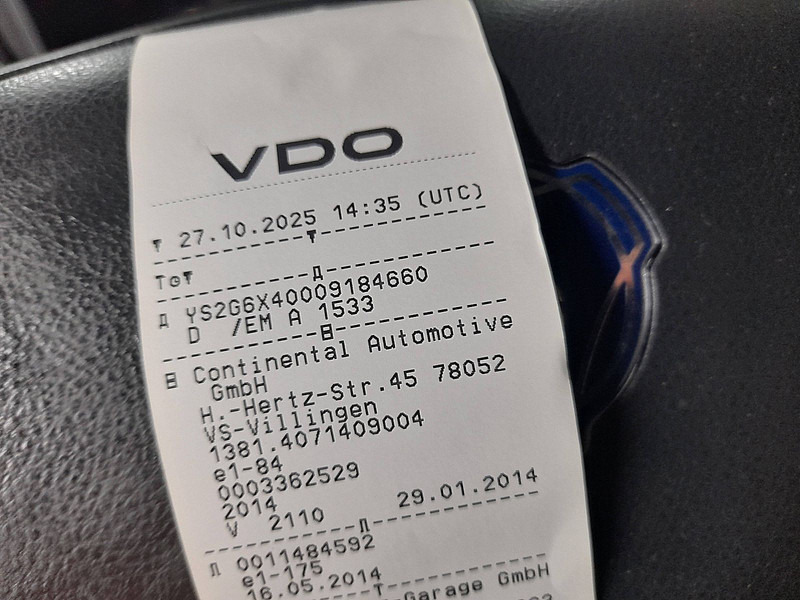 VDO
▼ 27.10.2025 14:35 (UTC)
YS2G6X40009184660
D /EM A 1533
Continental Automotive
GmbH
H.-Hertz-Str.45 78052
VS-Villingen
1381.4071409004
e1-84
0003362529
2014
V 2110 29.01.2014
0011484592
e1-175
16.05.2014
-Garage GmbH